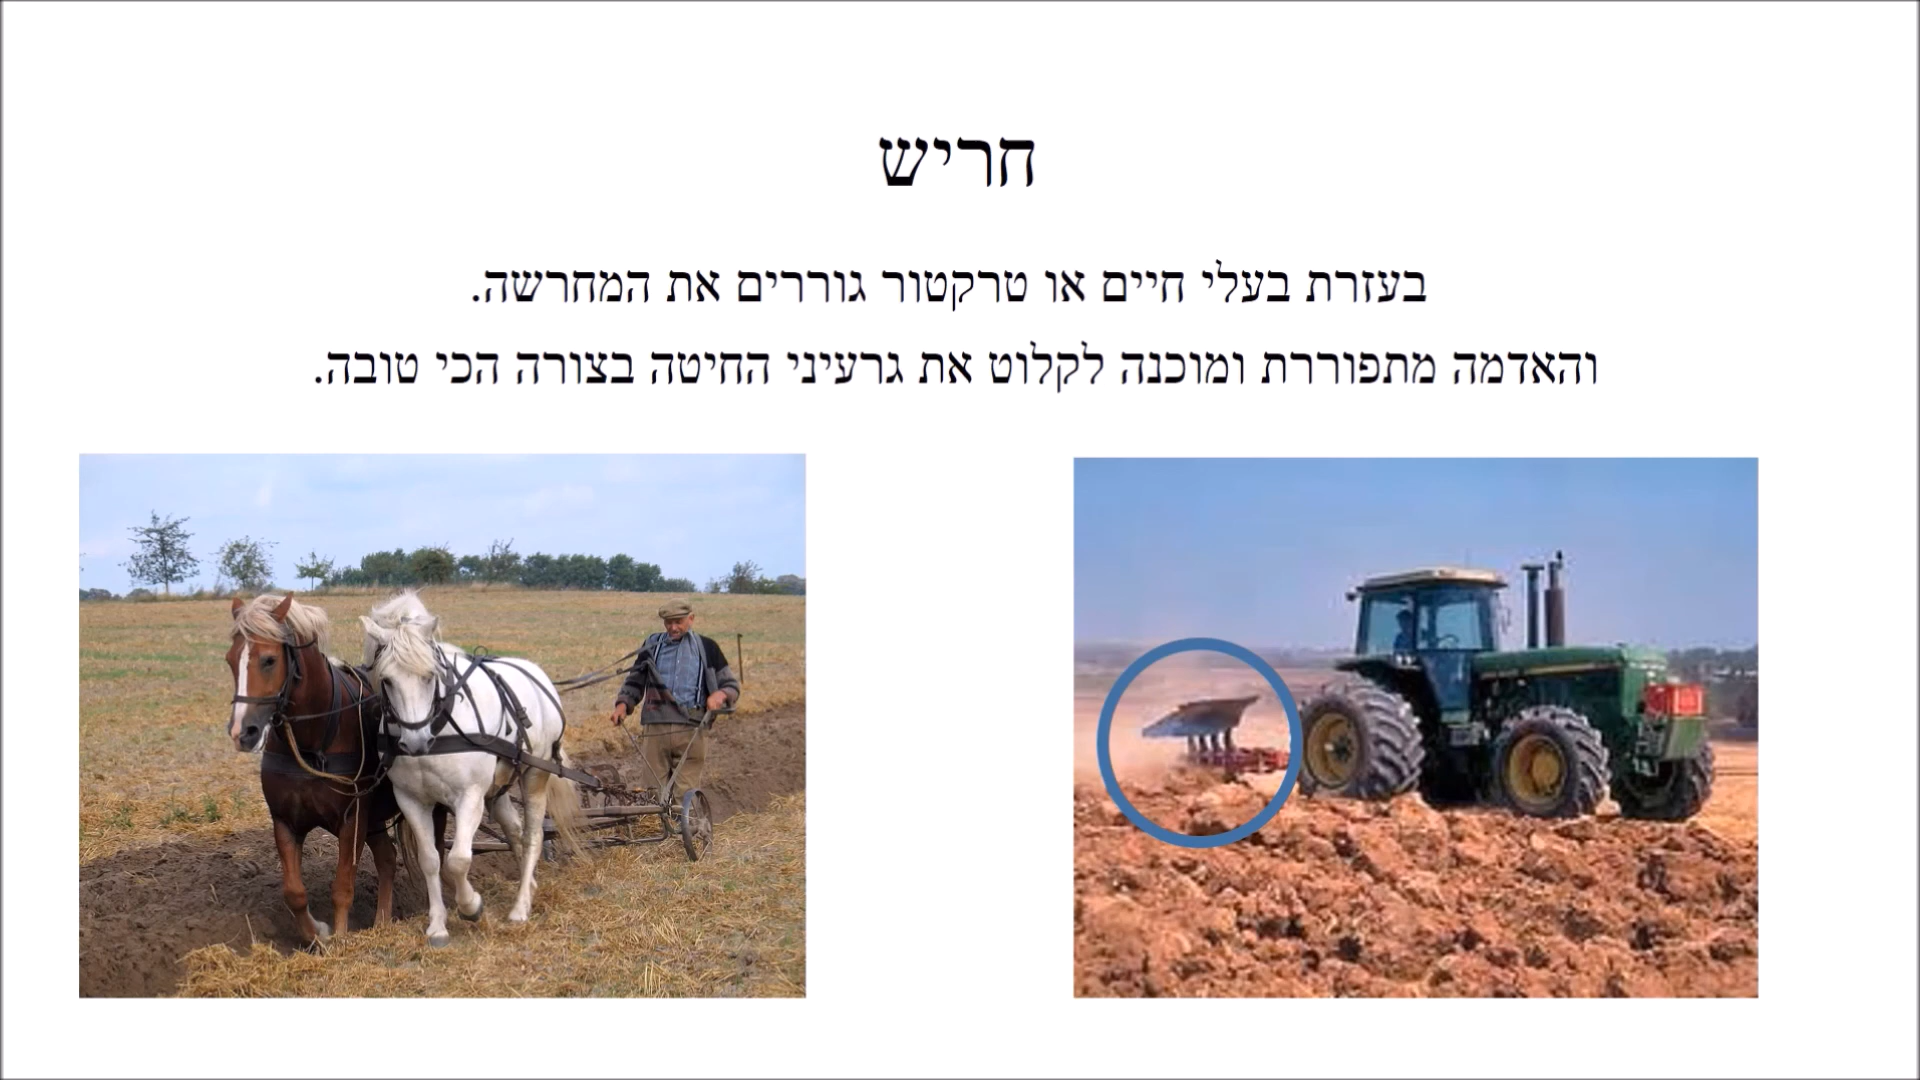 חריש
בעזרת בעלי חיים או טרקטור גוררים את המחרשה.
והאדמה מתפוררת ומוכנה לקלוט את גרעיני החיטה בצורה הכי טובה.